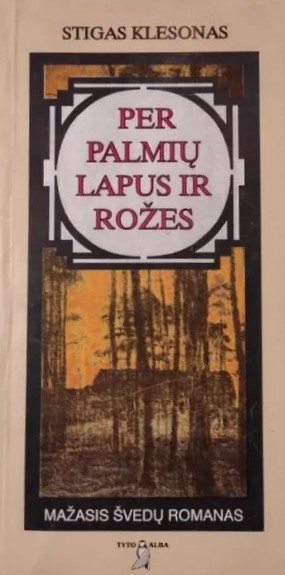 STIGAS KLESONAS
PER
PALMIŲ
LAPUS IR
ROŽES
MAŽASIS ŠVEDŲ ROMANAS
TYTO ALBA